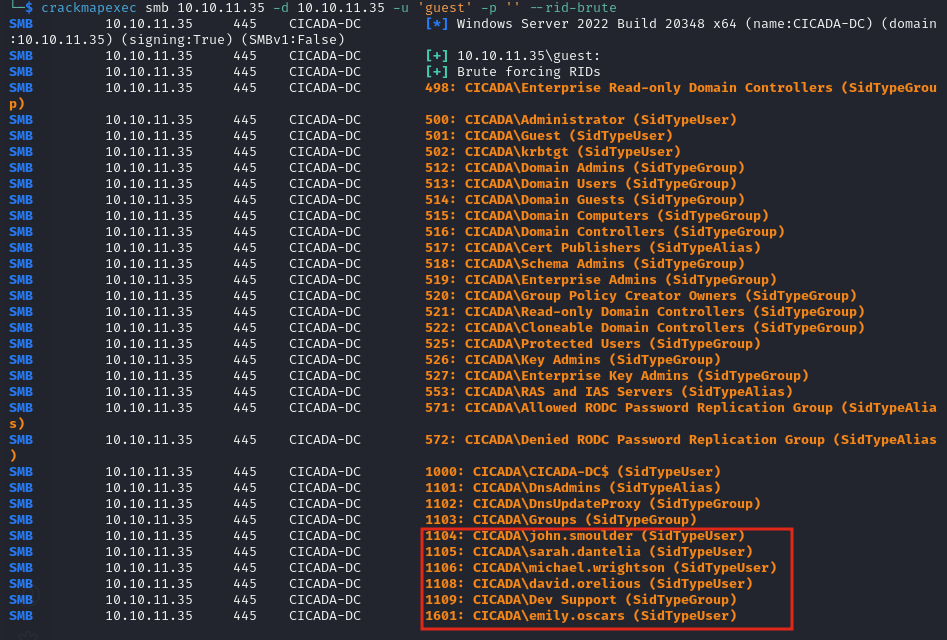 └─$ crackmapexec smb 10.10.11.35 -d 10.10.11.35 -u 'guest' -p '' --rid-brute
SMB 10.10.11.35 445 CICADA-DC [*] Windows Server 2022 Build 20348 x64 (name:CICADA-DC) (domain
:10.10.11.35) (signing:True) (SMBv1:False)
SMB 10.10.11.35 445 CICADA-DC [+] 10.10.11.35\guest:
SMB 10.10.11.35 445 CICADA-DC [+] Brute forcing RIDs
SMB 10.10.11.35 445 CICADA-DC 498: CICADA\Enterprise Read-only Domain Controllers (SidTypeGrou
p)
SMB 10.10.11.35 445 CICADA-DC 500: CICADA\Administrator (SidTypeUser)
SMB 10.10.11.35 445 CICADA-DC 501: CICADA\Guest (SidTypeUser)
SMB 10.10.11.35 445 CICADA-DC 502: CICADA\krbtgt (SidTypeUser)
SMB 10.10.11.35 445 CICADA-DC 512: CICADA\Domain Admins (SidTypeGroup)
SMB 10.10.11.35 445 CICADA-DC 513: CICADA\Domain Users (SidTypeGroup)
SMB 10.10.11.35 445 CICADA-DC 514: CICADA\Domain Guests (SidTypeGroup)
SMB 10.10.11.35 445 CICADA-DC 515: CICADA\Domain Computers (SidTypeGroup)
SMB 10.10.11.35 445 CICADA-DC 516: CICADA\Domain Controllers (SidTypeGroup)
SMB 10.10.11.35 445 CICADA-DC 517: CICADA\Cert Publishers (SidTypeAlias)
SMB 10.10.11.35 445 CICADA-DC 518: CICADA\Schema Admins (SidTypeGroup)
SMB 10.10.11.35 445 CICADA-DC 519: CICADA\Enterprise Admins (SidTypeGroup)
SMB 10.10.11.35 445 CICADA-DC 520: CICADA\Group Policy Creator Owners (SidTypeGroup)
SMB 10.10.11.35 445 CICADA-DC 521: CICADA\Read-only Domain Controllers (SidTypeGroup)
SMB 10.10.11.35 445 CICADA-DC 522: CICADA\Cloneable Domain Controllers (SidTypeGroup)
SMB 10.10.11.35 445 CICADA-DC 525: CICADA\Protected Users (SidTypeGroup)
SMB 10.10.11.35 445 CICADA-DC 526: CICADA\Key Admins (SidTypeGroup)
SMB 10.10.11.35 445 CICADA-DC 527: CICADA\Enterprise Key Admins (SidTypeGroup)
SMB 10.10.11.35 445 CICADA-DC 553: CICADA\RAS and IAS Servers (SidTypeAlias)
SMB 10.10.11.35 445 CICADA-DC 571: CICADA\Allowed RODC Password Replication Group (SidTypeAlia
s)
SMB 10.10.11.35 445 CICADA-DC 572: CICADA\Denied RODC Password Replication Group (SidTypeAlias
)
SMB 10.10.11.35 445 CICADA-DC 1000: CICADA\CICADA-DC$ (SidTypeUser)
SMB 10.10.11.35 445 CICADA-DC 1101: CICADA\DnsAdmins (SidTypeAlias)
SMB 10.10.11.35 445 CICADA-DC 1102: CICADA\DnsUpdateProxy (SidTypeGroup)
SMB 10.10.11.35 445 CICADA-DC 1103: CICADA\Groups (SidTypeGroup)
SMB 10.10.11.35 445 CICADA-DC 1104: CICADA\john.smoulder (SidTypeUser)
SMB 10.10.11.35 445 CICADA-DC 1105: CICADA\sarah.dantelia (SidTypeUser)
SMB 10.10.11.35 445 CICADA-DC 1106: CICADA\michael.wrightson (SidTypeUser)
SMB 10.10.11.35 445 CICADA-DC 1108: CICADA\david.orelious (SidTypeUser)
SMB 10.10.11.35 445 CICADA-DC 1109: CICADA\Dev Support (SidTypeGroup)
SMB 10.10.11.35 445 CICADA-DC 1601: CICADA\emily.oscars (SidTypeUser)